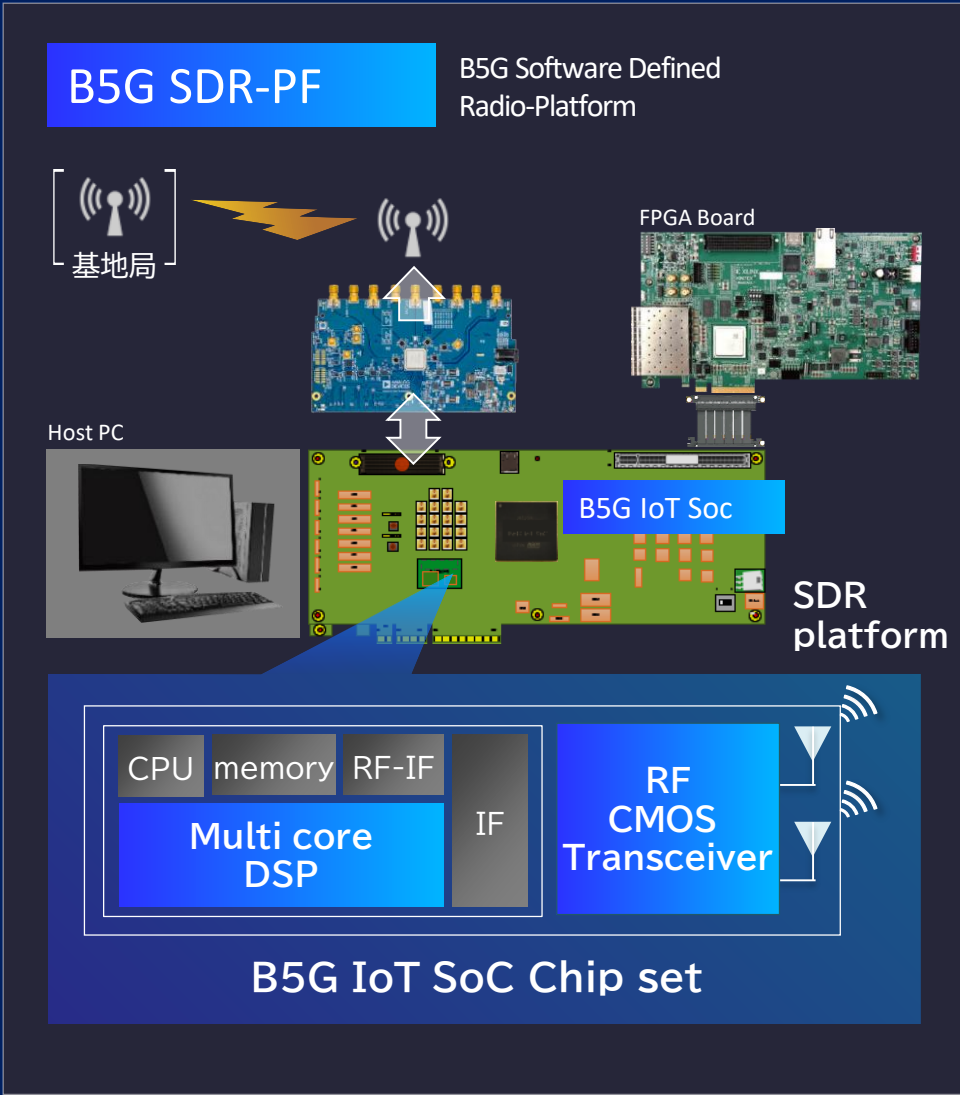 B5G SDR-PF
B5G Software Defined
Radio-Platform
基地局
FPGA Board
Host PC
B5G IoT Soc
SDR
platform
CPU
memory
RF-IF
IF
Multi core
DSP
RF
CMOS
Transceiver
B5G IoT SoC Chip set